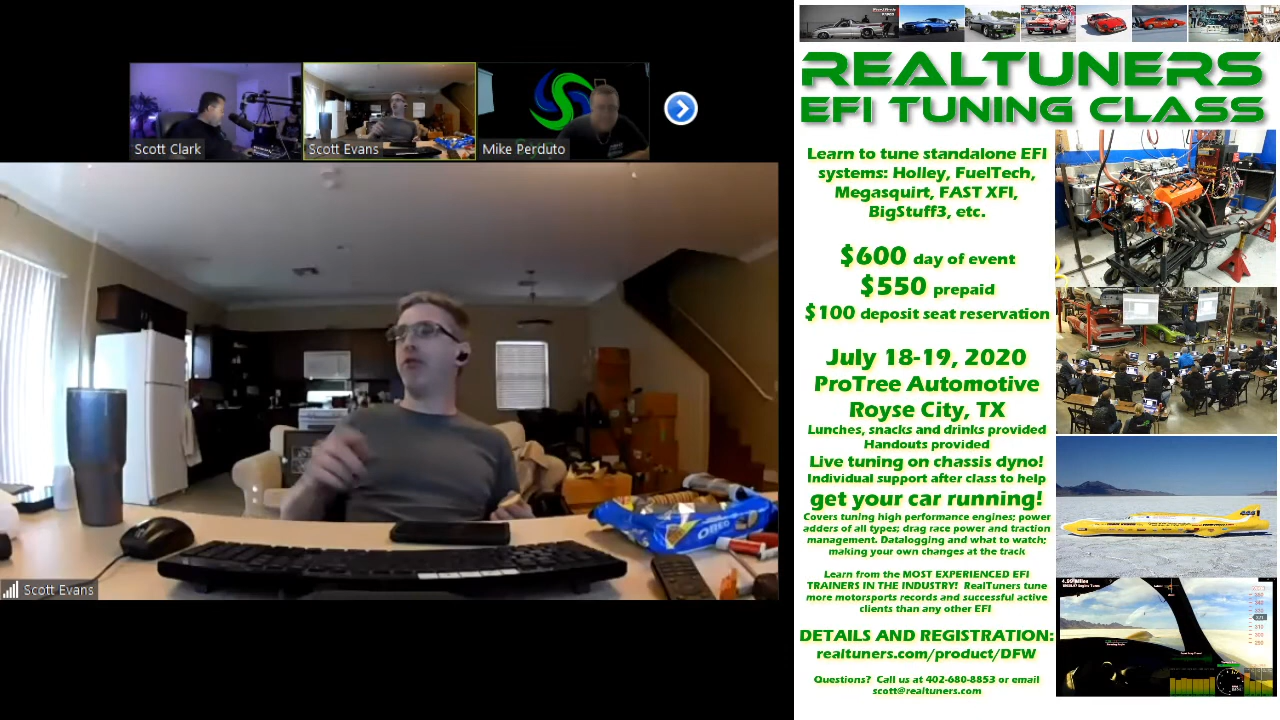 Scott Clark
Scott Evans
Mike Perduto
OREO
Scott Evans
REALTUNERS
EFI TUNING CLASS
Learn to tune standalone EFI
systems: Holley, FuelTech,
Megasquirt, FAST XFI,
BigStuff3, etc.
$600 day of event
$550 prepaid
$100 deposit seat reservation
July 18-19, 2020
ProTree Automotive
Royse City, TX
Lunches, snacks and drinks provided
Handouts provided
Live tuning on chassis dyno!
Individual support after class to help
get your car running!
Covers tuning high performance engines; power
adders of all types; drag race power and traction
management. Datalogging and what to watch;
making your own changes at the track
Learn from the MOST EXPERIENCED EFI
TRAINERS IN THE INDUSTRY! RealTuners tune
more motorsports records and successful active
clients than any other EFI
DETAILS AND REGISTRATION:
realtuners.com/product/DFW
Questions? Call us at 402-680-8853 or email
scott@realtuners.com